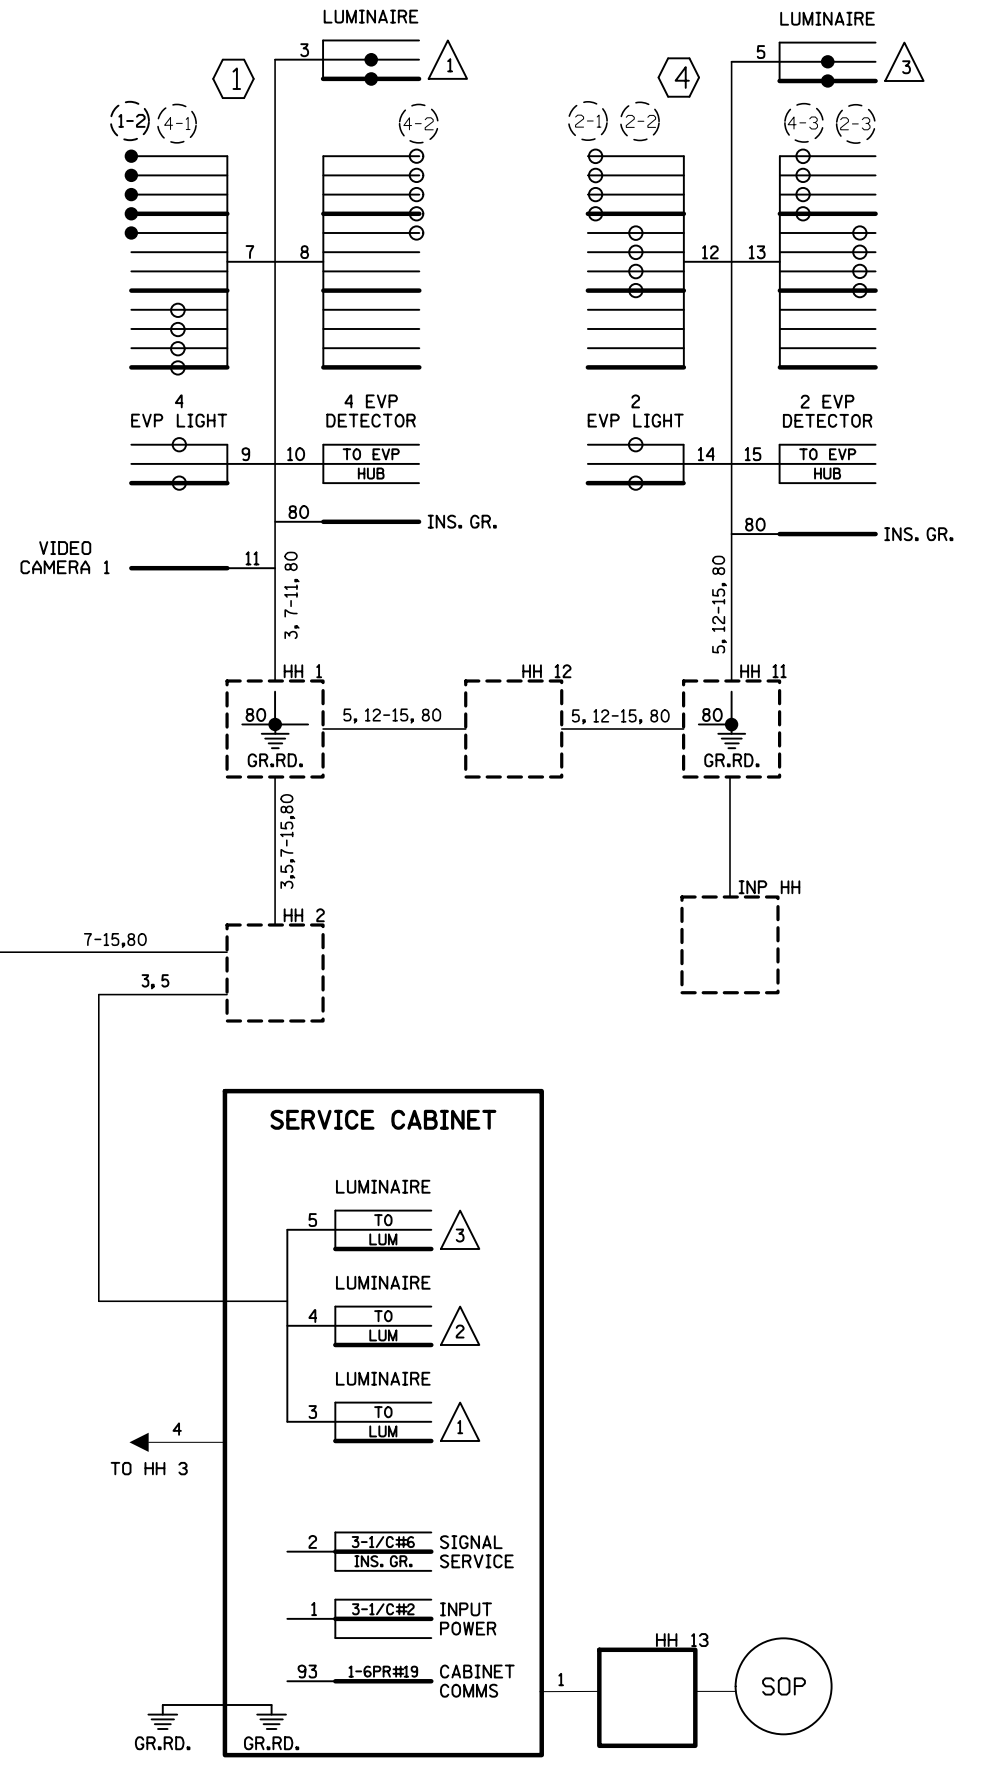 LUMINAIRE
3
1
1
LUMINAIRE
5
3
4
1-2
4-1
4-2
2-1
2-2
4-3
2-3
7
8
12
13
4
EVP LIGHT
4 EVP
DETECTOR
2
EVP LIGHT
2 EVP
DETECTOR
9
10
TO EVP
HUB
14
15
TO EVP
HUB
80
INS. GR.
80
INS. GR.
VIDEO
CAMERA 1
11
3, 7-11, 80
5, 12-15, 80
HH 1
HH 12
HH 11
80
GR.RD.
5, 12-15, 80
5, 12-15, 80
80
GR.RD.
3,5,7-15,80
INP HH
HH 2
7-15,80
3, 5
SERVICE CABINET
LUMINAIRE
5
TO
LUM
3
LUMINAIRE
4
TO
LUM
2
LUMINAIRE
3
TO
LUM
1
4
TO HH 3
2
3-1/C#6
INS. GR.
SIGNAL
SERVICE
1
3-1/C#2
INPUT
POWER
93
1-6PR#19
CABINET
COMMS
1
HH 13
SOP
GR.RD.
GR.RD.